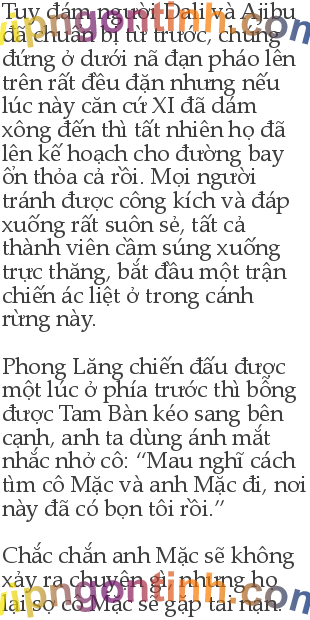 Tuy đám người Dali và Ajibu
đã chuẩn bị từ trước, chúng
đứng ở dưới nã đạn pháo lên
trên rất đều đặn nhưng nếu
lúc này căn cứ XI đã dám
xông đến thì tất nhiên họ đã
lên kế hoạch cho đường bay
ổn thỏa cả rồi. Mọi người
tránh được công kích và đáp
xuống rất suôn sẻ, tất cả
thành viên cầm súng xuống
trực thăng, bắt đầu một trận
chiến ác liệt ở trong cánh
rừng này.

Phong Lăng chiến đấu được
một lúc ở phía trước thì bỗng
được Tam Bàn kéo sang bên
cạnh, anh ta dùng ánh mắt
nhắc nhở cô: “Mau nghĩ cách
tìm cô Mặc và anh Mặc đi, nơi
này đã có bọn tôi rồi.”

Chắc chắn anh Mặc sẽ không
xảy ra chuyện gì, nhưng họ
lại sợ cô Mặc sẽ gặp tai nạn.